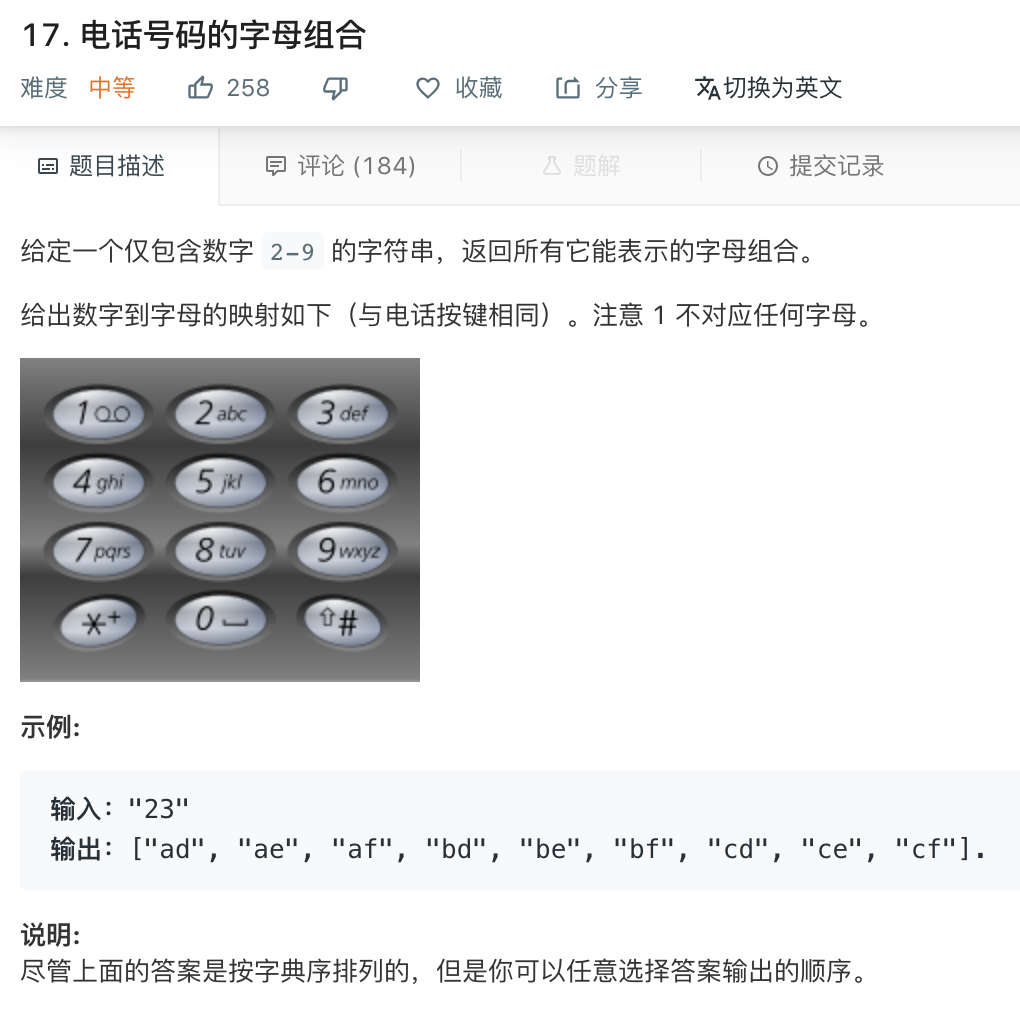 17. 电话号码的字母组合
难度 中等 258 收藏 分享 切换为英文
题目描述 评论 (184) 题解 提交记录
给定一个仅包含数字 2-9 的字符串，返回所有它能表示的字母组合。
给出数字到字母的映射如下（与电话按键相同）。注意 1 不对应任何字母。
1 2 abc 3 def
4 ghi 5 jkl 6 mno
7 pqrs 8 tuv 9 wxyz
*+ 0 #
示例:
输入："23"
输出：["ad", "ae", "af", "bd", "be", "bf", "cd", "ce", "cf"].
说明:
尽管上面的答案是按字典序排列的，但是你可以任意选择答案输出的顺序。